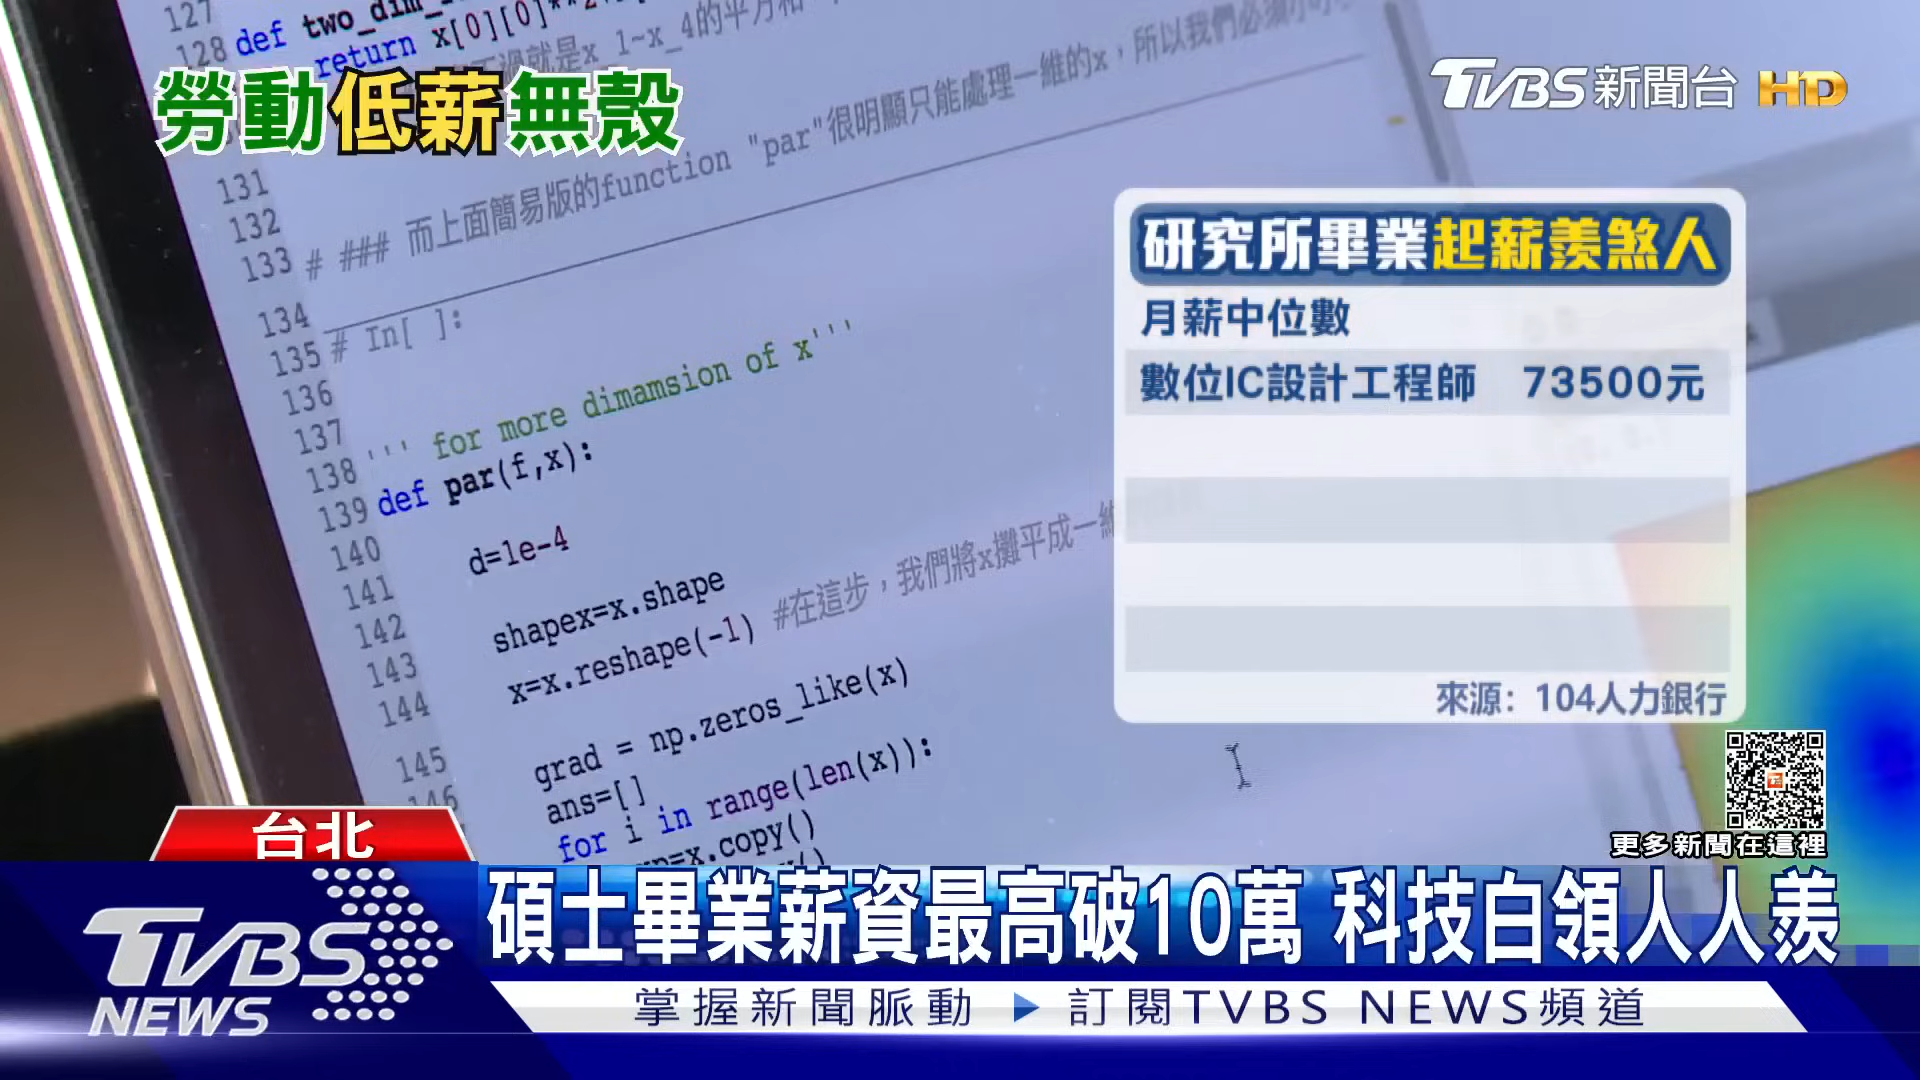 127
128 def two_dim_
return x[0][0]**2
勞動低薪無殼
TVBS新聞台 HD
131
132
133 # ### 而上面簡易版的function "par"很明顯只能處理一維的x，所以我們必須
134
135 # In[ ]:
136
137
138 ''' for more dimamsion of x'''
139 def par(f,x):
140
141 d=1e-4
142
143 shapex=x.shape
144 x=x.reshape(-1) #在這步，我們將x攤平成一維
145
146 grad = np.zeros_like(x)
ans=[]
for i in range(len(x)):
=x.copy()
研究所畢業起薪羨煞人
月薪中位數
數位IC設計工程師 73500元
來源：104人力銀行
更多新聞在這裡
台北
TVBS NEWS
碩士畢業薪資最高破10萬 科技白領人人羨
掌握新聞脈動 ▶ 訂閱TVBS NEWS頻道